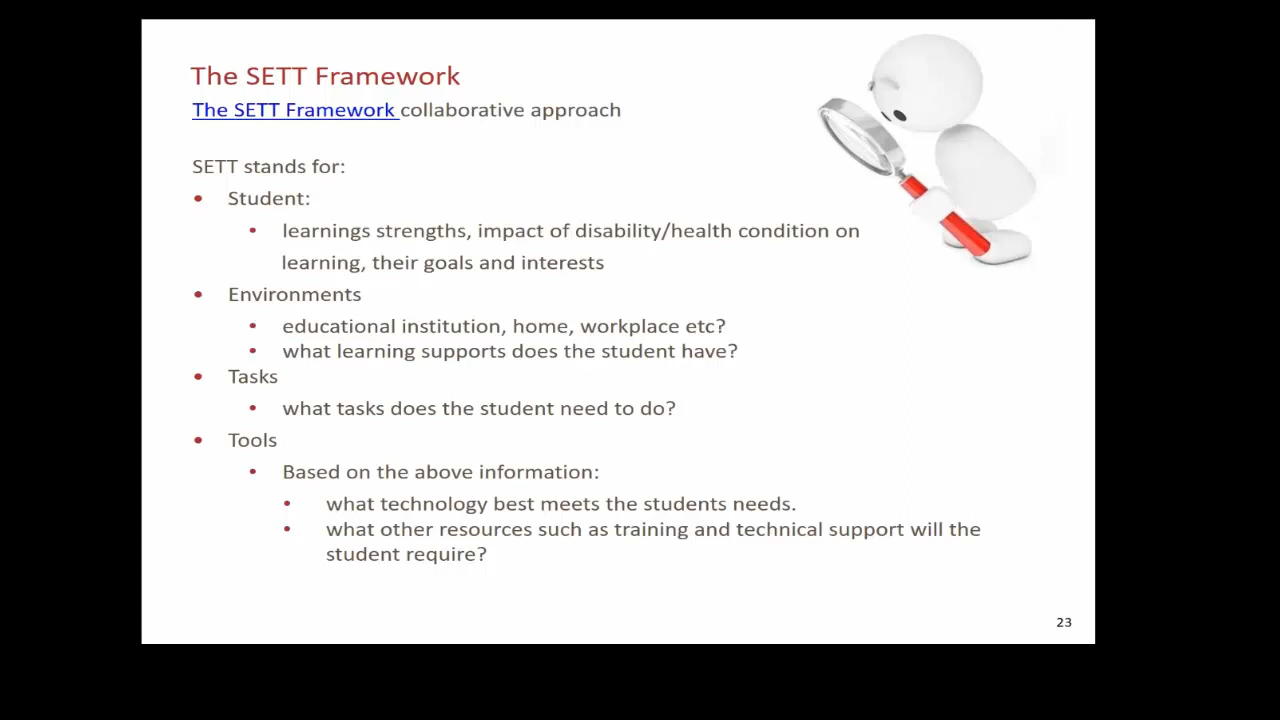 The SETT Framework
The SETT Framework collaborative approach
SETT stands for:
• Student:
• learnings strengths, impact of disability/health condition on
learning, their goals and interests
• Environments
• educational institution, home, workplace etc?
• what learning supports does the student have?
• Tasks
• what tasks does the student need to do?
• Tools
• Based on the above information:
• what technology best meets the students needs.
• what other resources such as training and technical support will the
student require?
23